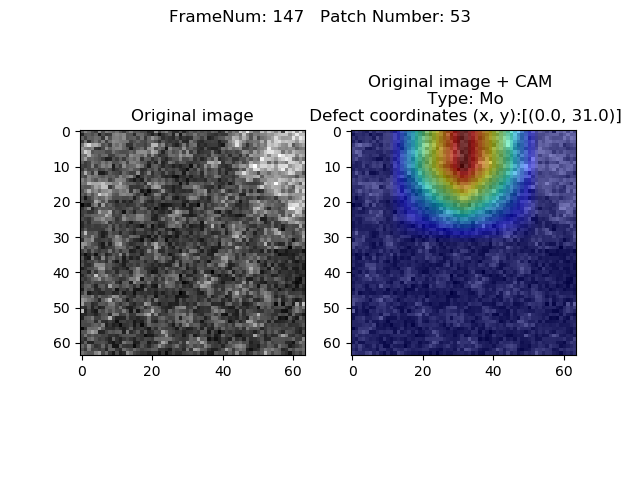 FrameNum: 147   Patch Number: 53
Original image
Original image + CAM
Type: Mo
Defect coordinates (x, y):[(0.0, 31.0)]
0
10
20
30
40
50
60
0 20 40 60
0
10
20
30
40
50
60
0 20 40 60